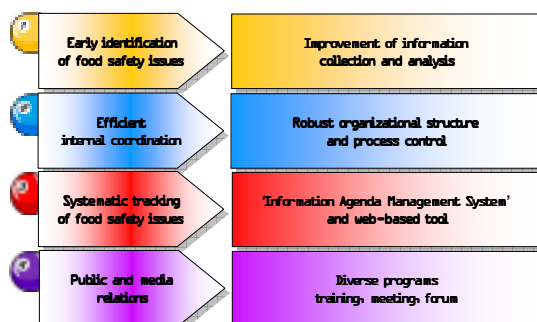 Early identification
of food safety issues
Improvement of information
collection and analysis
Efficient
internal coordination
Robust organizational structure
and process control
Systematic tracking
of food safety issues
'Information Agenda Management System'
and web-based tool
Public and media
relations
Diverse programs
training, meeting, forum